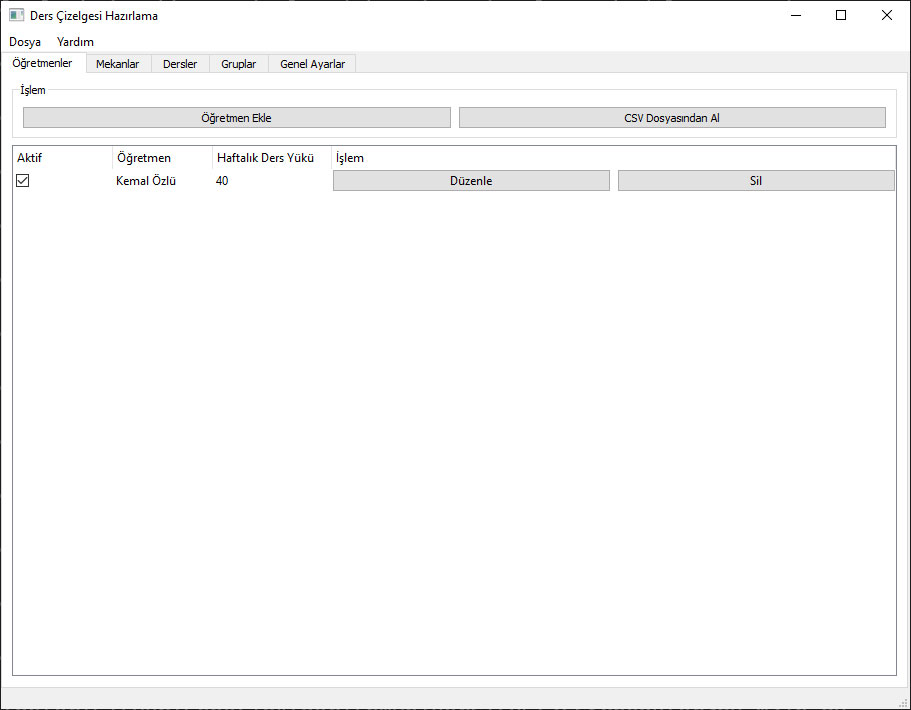 Ders Çizelgesi Hazırlama
Dosya Yardım
Öğretmenler Mekanlar Dersler Gruplar Genel Ayarlar
İşlem
Öğretmen Ekle CSV Dosyasından Al
Aktif Öğretmen Haftalık Ders Yükü İşlem
Kemal Özlü 40 Düzenle Sil